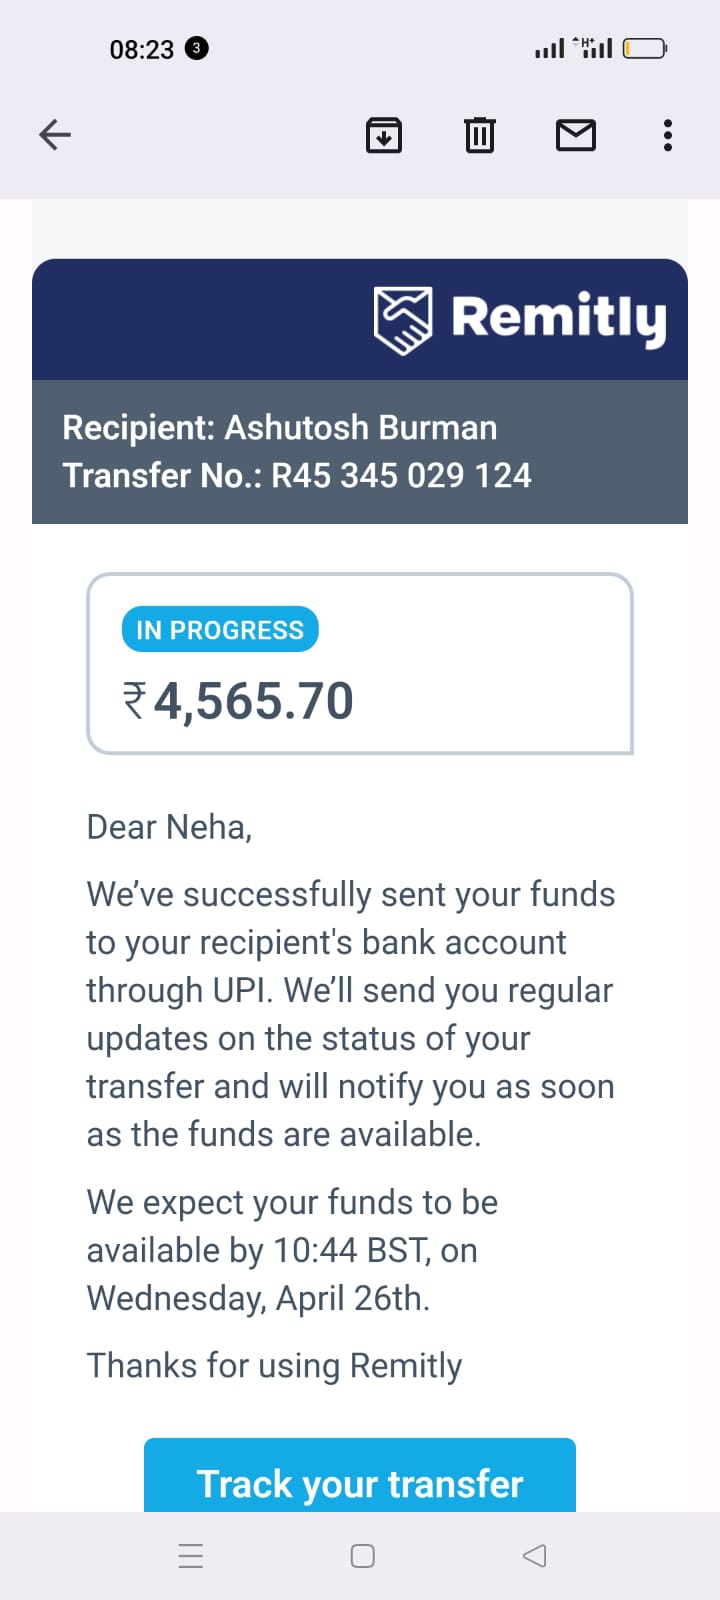 08:23 3
H+
Remitly
Recipient: Ashutosh Burman
Transfer No.: R45 345 029 124
IN PROGRESS
₹4,565.70
Dear Neha,
We’ve successfully sent your funds
to your recipient's bank account
through UPI. We’ll send you regular
updates on the status of your
transfer and will notify you as soon
as the funds are available.
We expect your funds to be
available by 10:44 BST, on
Wednesday, April 26th.
Thanks for using Remitly
Track your transfer